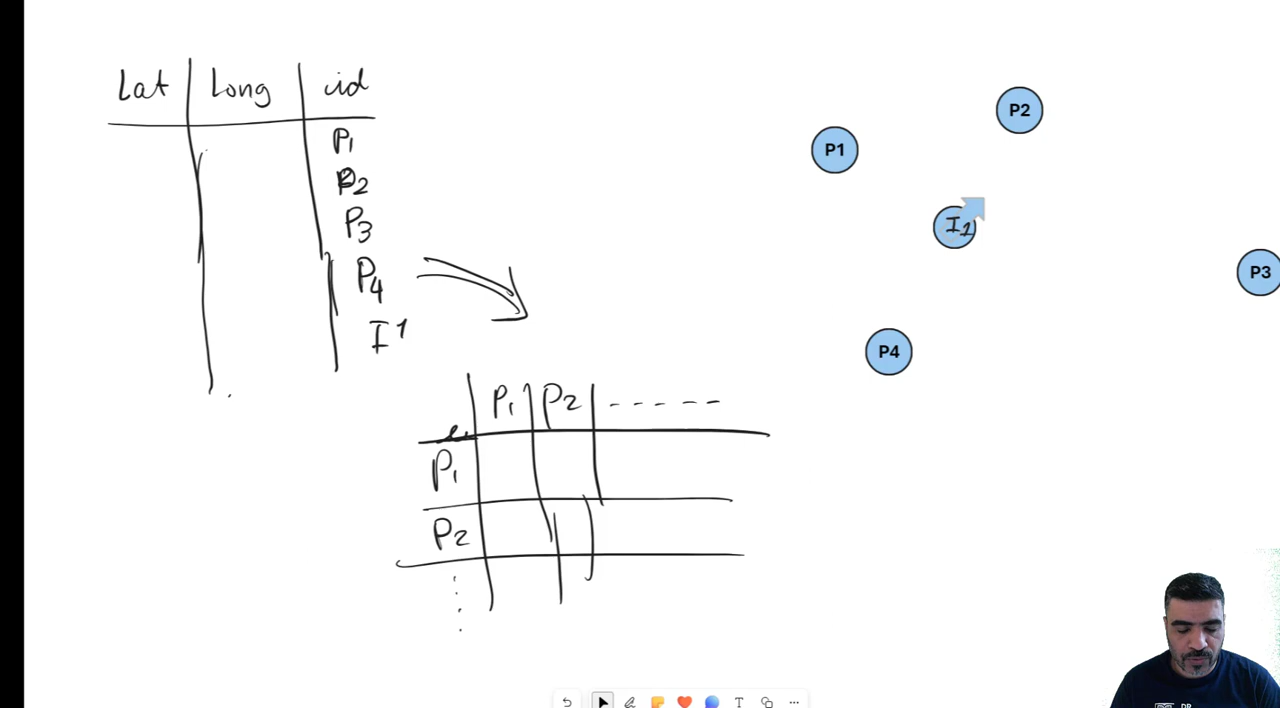 Lat Long id
P1
P2
P3
P4
I1
P1 P2 -----
P1
P2
P2
P1
I1
P3
P4
T